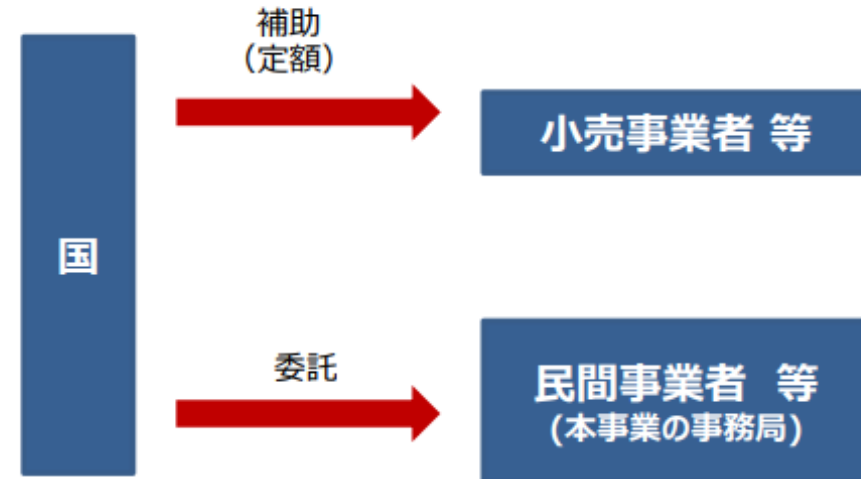 補助
(定額)
小売事業者 等
国
委託
民間事業者 等
(本事業の事務局)